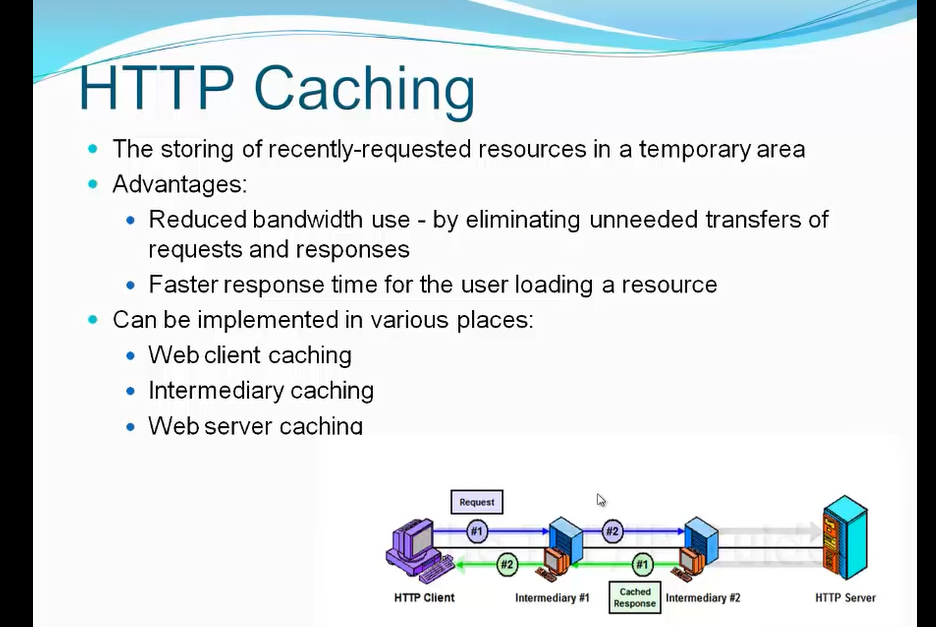 HTTP Caching
The storing of recently-requested resources in a temporary area
Advantages:
Reduced bandwidth use - by eliminating unneeded transfers of
requests and responses
Faster response time for the user loading a resource
Can be implemented in various places:
Web client caching
Intermediary caching
Web server caching
Request
#1
#2
#2
#1
HTTP Client
Intermediary #1
Cached
Response
Intermediary #2
HTTP Server